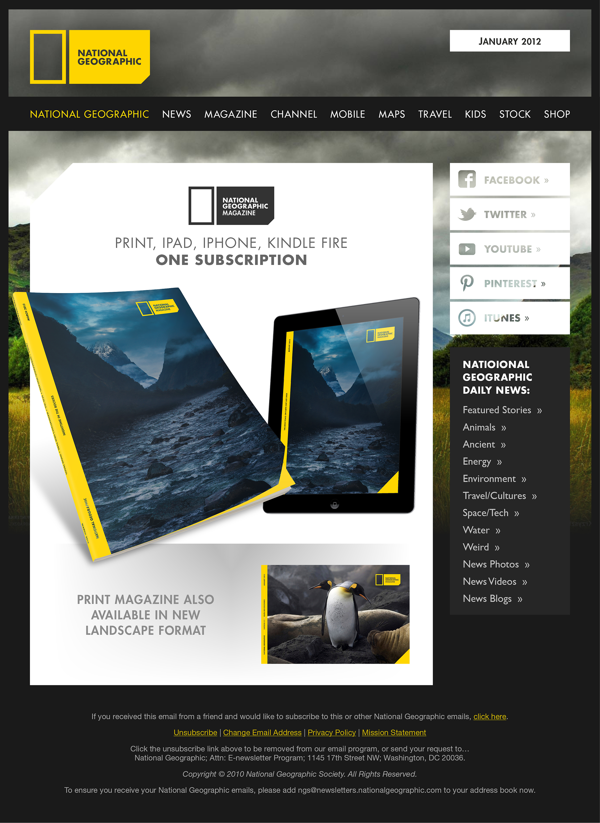 NATIONAL
GEOGRAPHIC
JANUARY 2012
NATIONAL GEOGRAPHIC NEWS MAGAZINE CHANNEL MOBILE MAPS TRAVEL KIDS STOCK SHOP
NATIONAL
GEOGRAPHIC
MAGAZINE
PRINT, IPAD, IPHONE, KINDLE FIRE
ONE SUBSCRIPTION
PRINT MAGAZINE ALSO
AVAILABLE IN NEW
LANDSCAPE FORMAT
FACEBOOK »
TWITTER »
YOUTUBE »
PINTEREST »
ITUNES »
NATIOIONAL
GEOGRAPHIC
DAILY NEWS:
Featured Stories »
Animals »
Ancient »
Energy »
Environment »
Travel/Cultures »
Space/Tech »
Water »
Weird »
News Photos »
News Videos »
News Blogs »
If you received this email from a friend and would like to subscribe to this or other National Geographic emails, click here.
Unsubscribe | Change Email Address | Privacy Policy | Mission Statement
Click the unsubscribe link above to be removed from our email program, or send your request to…
National Geographic; Attn: E-newsletter Program; 1145 17th Street NW; Washington, DC 20036.
Copyright © 2010 National Geographic Society. All Rights Reserved.
To ensure you receive your National Geographic emails, please add ngs@newsletters.nationalgeographic.com to your address book now.